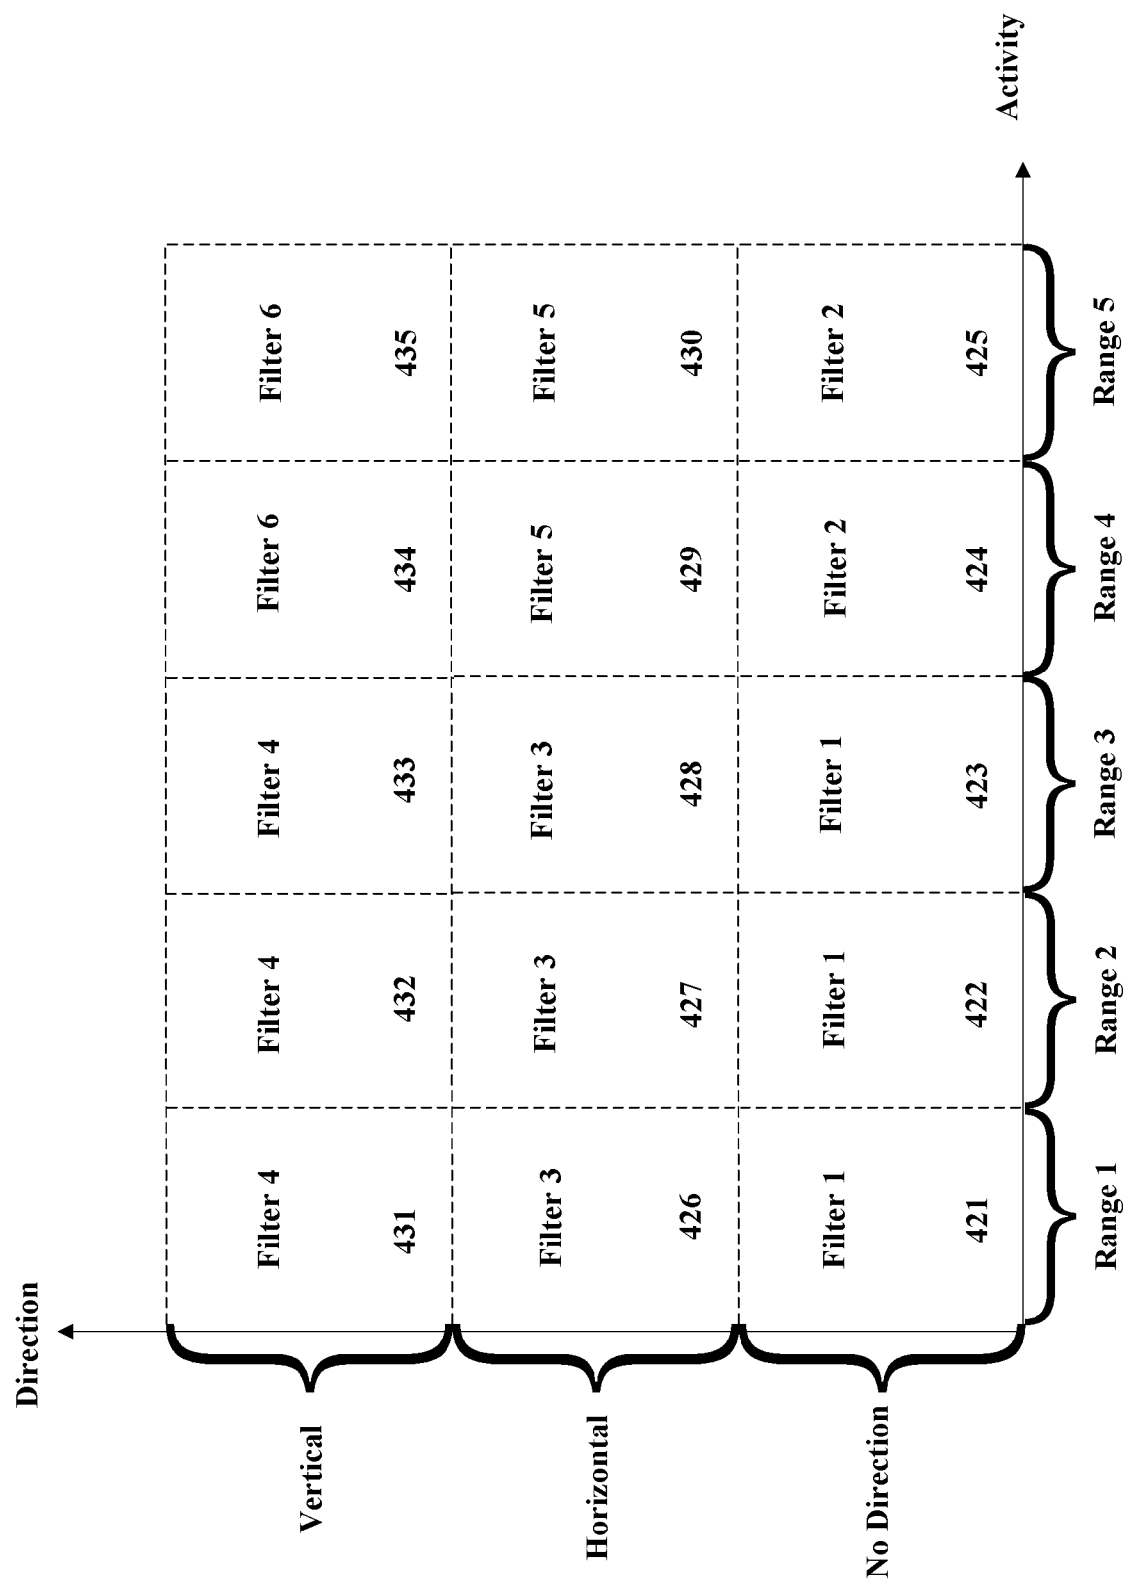 Direction
Vertical
Filter 4
431
Filter 4
432
Filter 4
433
Filter 6
434
Filter 6
435
Horizontal
Filter 3
426
Filter 3
427
Filter 3
428
Filter 5
429
Filter 5
430
No Direction
Filter 1
421
Filter 1
422
Filter 1
423
Filter 2
424
Filter 2
425
Range 1
Range 2
Range 3
Range 4
Range 5
Activity